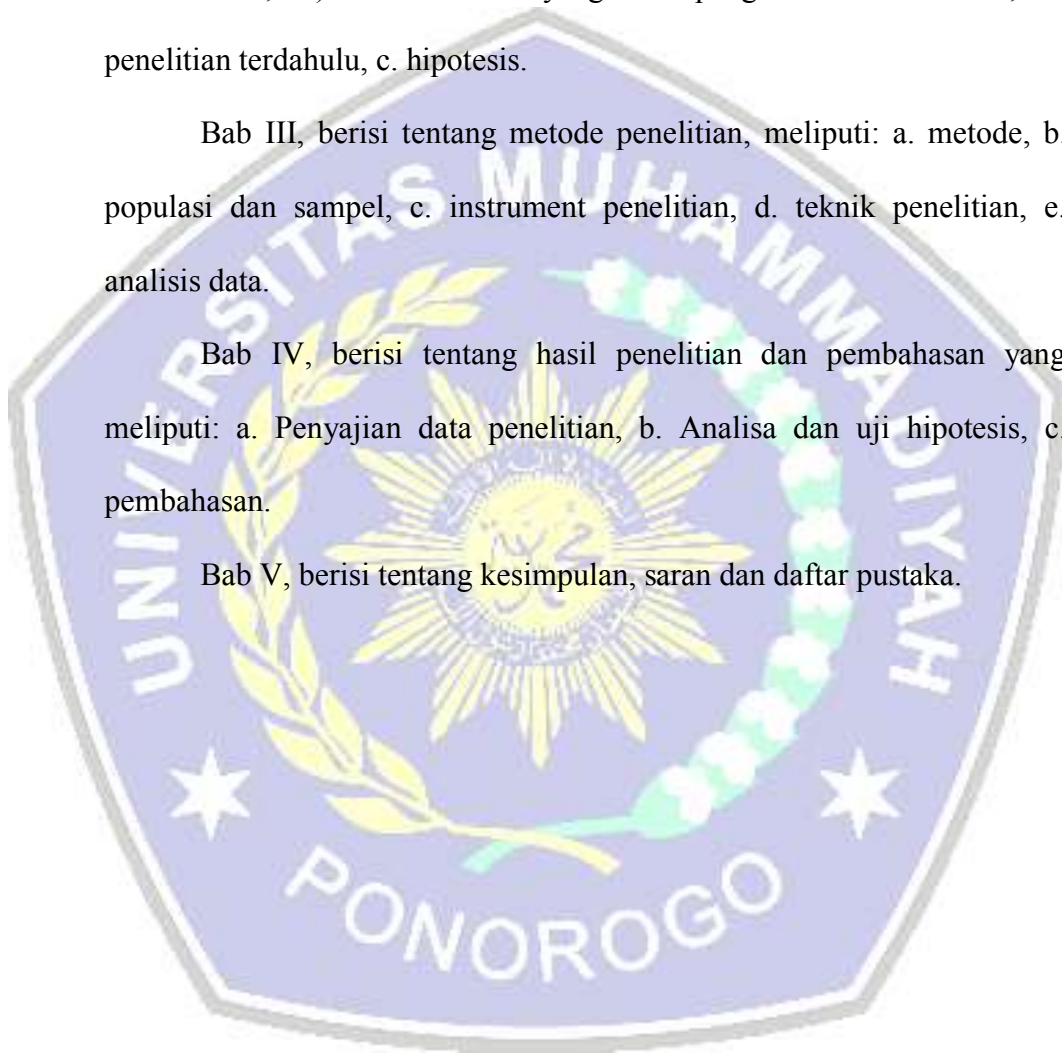 penelitian terdahulu, c. hipotesis.
Bab III, berisi tentang metode penelitian, meliputi: a. metode, b.
populasi dan sampel, c. instrument penelitian, d. teknik penelitian, e.
analisis data.
Bab IV, berisi tentang hasil penelitian dan pembahasan yang
meliputi: a. Penyajian data penelitian, b. Analisa dan uji hipotesis, c.
pembahasan.
Bab V, berisi tentang kesimpulan, saran dan daftar pustaka.
UNIVERSITAS MUHAMMADIYAH
PONOROGO